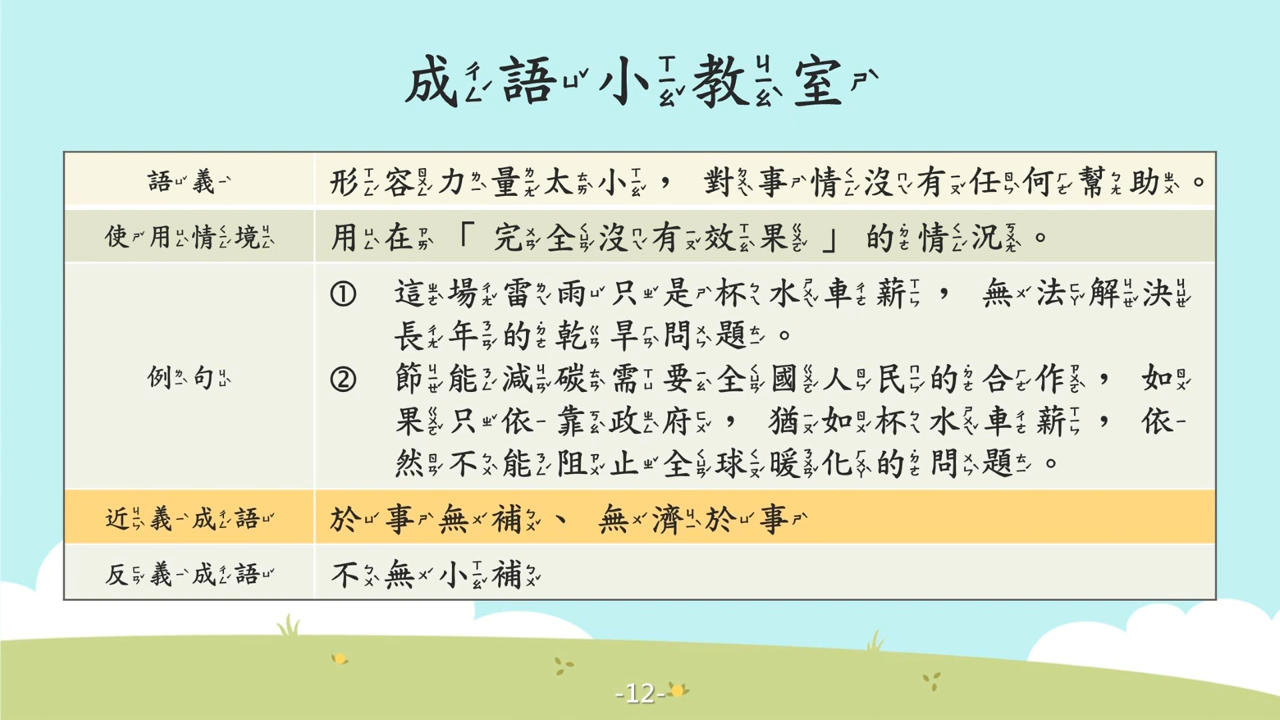 成語小教室
語義
形容力量太小，對事情沒有任何幫助。
使用情境
用在「完全沒有效果」的情況。
例句
① 這場雷雨只是杯水車薪，無法解決
長年的乾旱問題。
② 節能減碳需要全國人民的合作，如
果只依靠政府，猶如杯水車薪，依
然不能阻止全球暖化的問題。
近義成語
於事無補、無濟於事
反義成語
不無小補
-12-